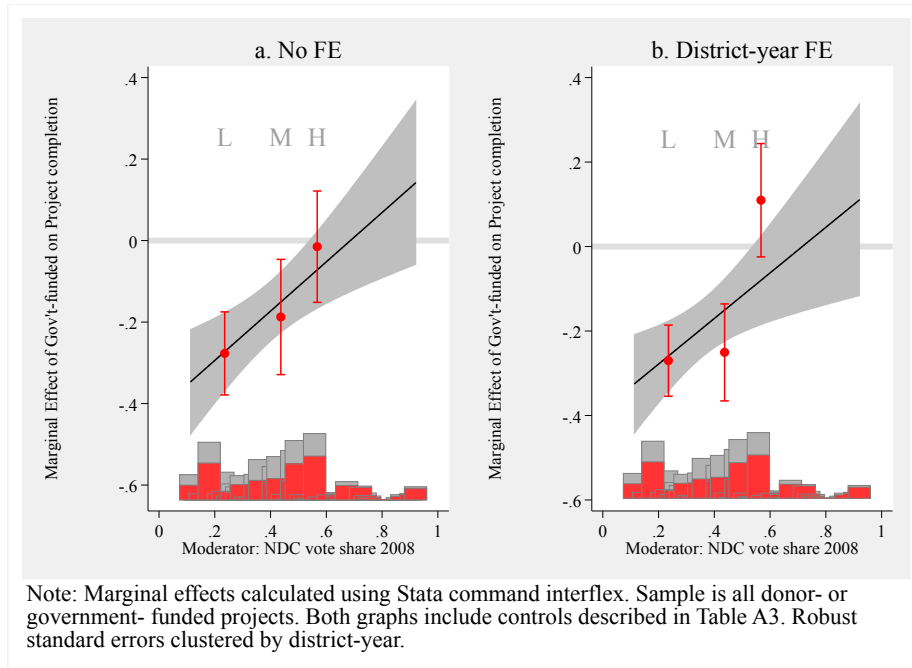 a. No FE
b. District-year FE
Marginal Effect of Gov't-funded on Project completion
.4
.2
0
-.2
-.4
-.6
L M H
0 .2 .4 .6 .8 1
Moderator: NDC vote share 2008
Marginal Effect of Gov't-funded on Project completion
.4
.2
0
-.2
-.4
-.6
L M H
0 .2 .4 .6 .8 1
Moderator: NDC vote share 2008
Note: Marginal effects calculated using Stata command interflex. Sample is all donor- or
government- funded projects. Both graphs include controls described in Table A3. Robust
standard errors clustered by district-year.